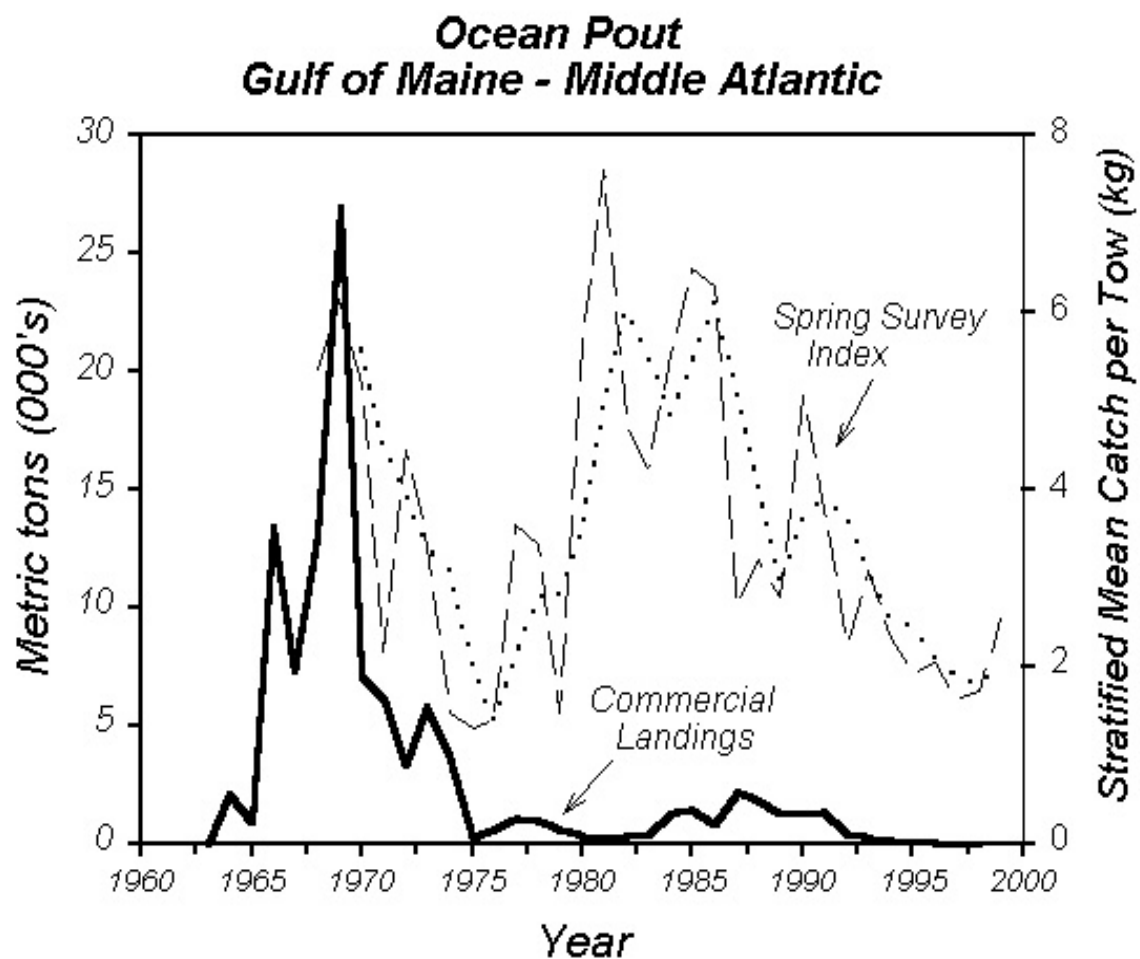 Ocean Pout
Gulf of Maine - Middle Atlantic
Metric tons (000's)
30
25
20
15
10
5
0
Spring Survey
Index
Commercial
Landings
8
6
4
2
0
Stratified Mean Catch per Tow (kg)
1960 1965 1970 1975 1980 1985 1990 1995 2000
Year